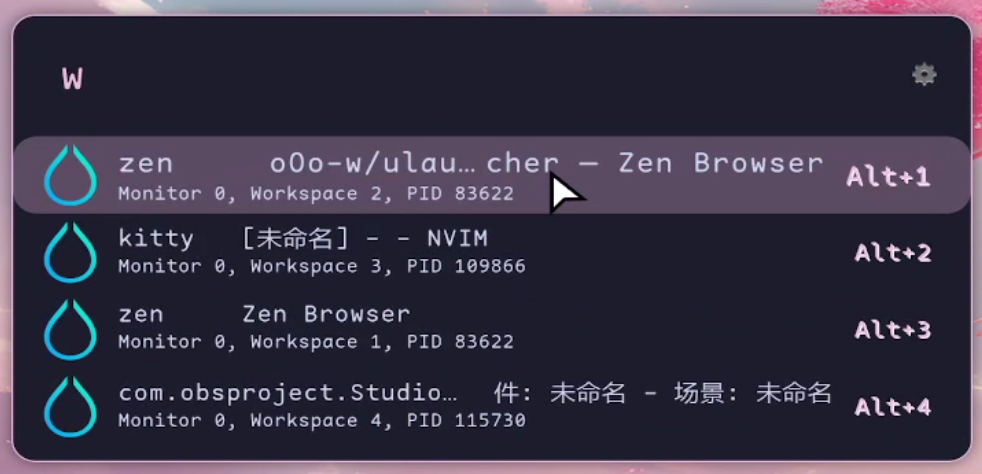 w
zen oOo-w/ulau… cher — Zen Browser Alt+1
Monitor 0, Workspace 2, PID 83622
kitty [未命名] - - NVIM Alt+2
Monitor 0, Workspace 3, PID 109866
zen Zen Browser Alt+3
Monitor 0, Workspace 1, PID 83622
com.obsproject.Studio… 件: 未命名 - 场景: 未命名 Alt+4
Monitor 0, Workspace 4, PID 115730